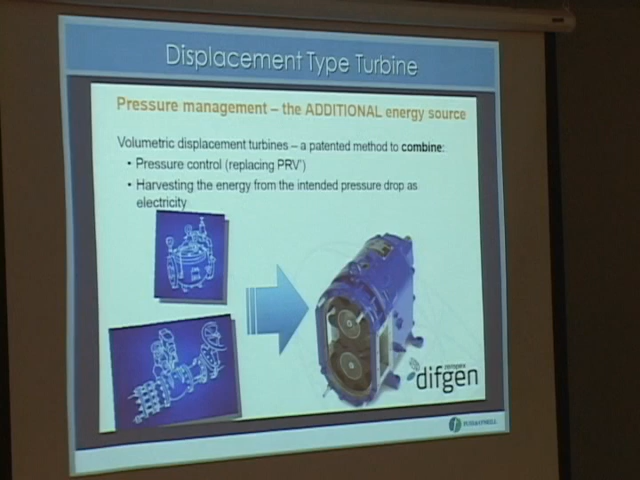 Displacement Type Turbine
Pressure management – the ADDITIONAL energy source
Volumetric displacement turbines – a patented method to combine:
• Pressure control (replacing PRV')
• Harvesting the energy from the intended pressure drop as
electricity
difgen